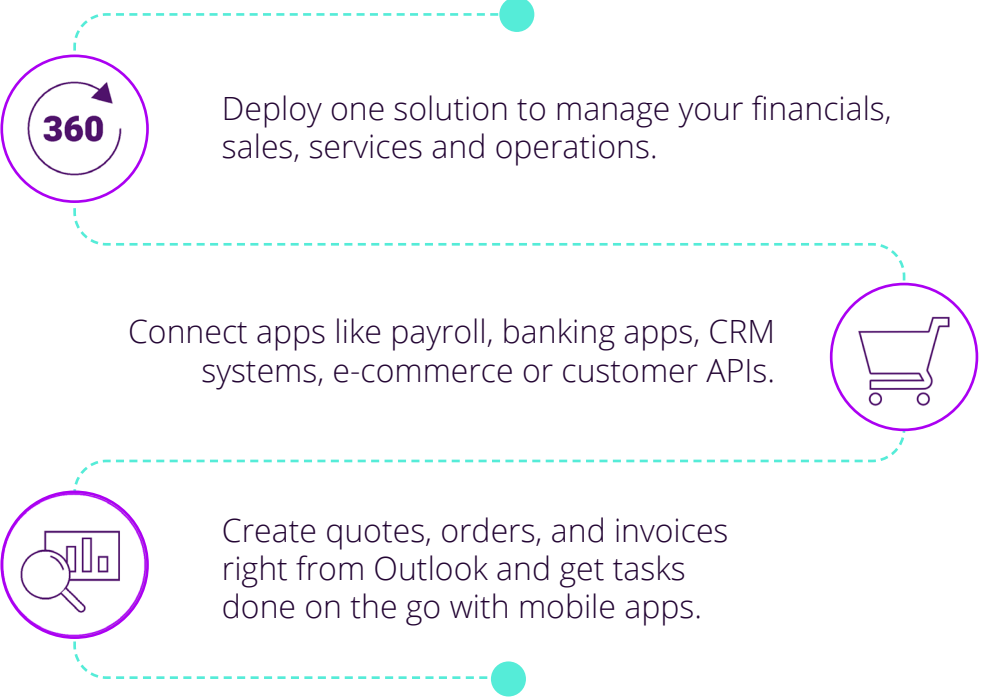 360
Deploy one solution to manage your financials,
sales, services and operations.
Connect apps like payroll, banking apps, CRM
systems, e-commerce or customer APIs.
Create quotes, orders, and invoices
right from Outlook and get tasks
done on the go with mobile apps.